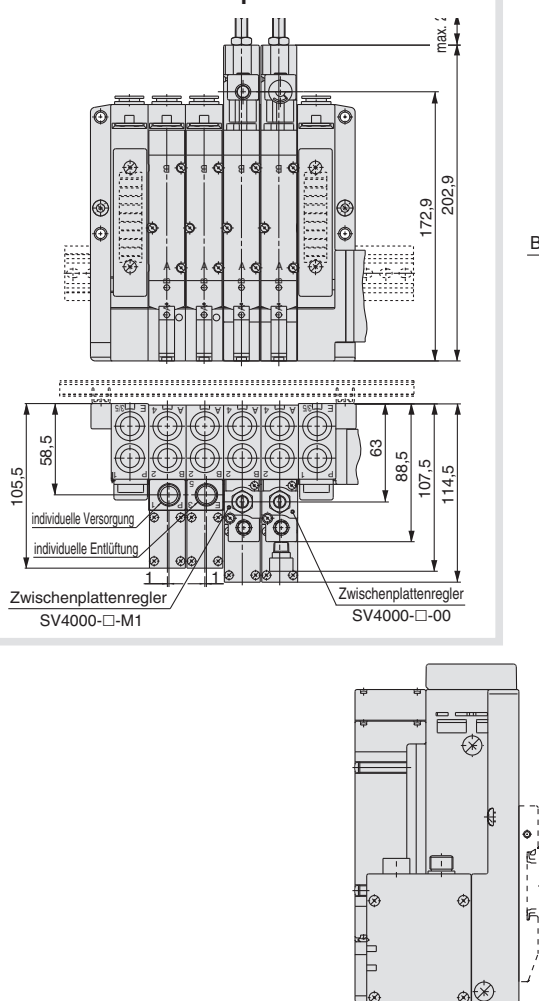 max.
172,9
202,9
B
105,5
58,5
63
88,5
107,5
114,5
individuelle Versorgung
individuelle Entlüftung
1 1
Zwischenplattenregler
SV4000-□-M1
Zwischenplattenregler
SV4000-□-00